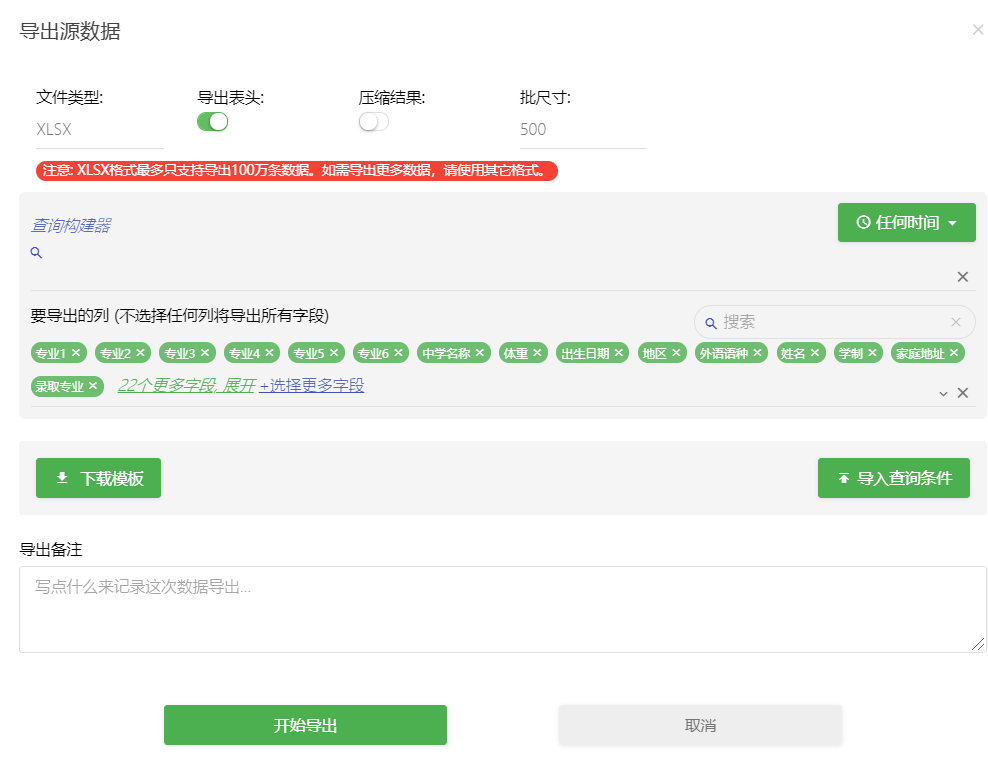 导出源数据
文件类型: 导出表头: 压缩结果: 批尺寸:
XLSX 500
注意: XLSX格式最多只支持导出100万条数据。如需导出更多数据，请使用其它格式。
查询构建器 任何时间
要导出的列 (不选择任何列将导出所有字段) 搜索
专业1 专业2 专业3 专业4 专业5 专业6 中学名称 体重 出生日期 地区 外语语种 姓名 学制 家庭地址
录取专业 22个更多字段, 展开 +选择更多字段
下载模板 导入查询条件
导出备注
写点什么来记录这次数据导出...
开始导出 取消